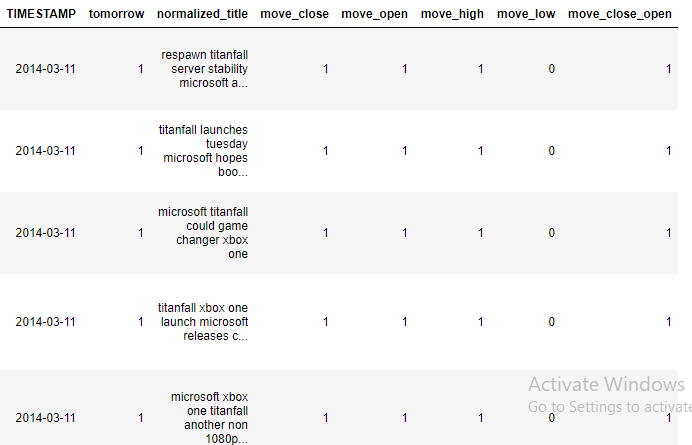 TIMESTAMP tomorrow normalized_title move_close move_open move_high move_low move_close_open
respawn titanfall
server stability
microsoft a...
2014-03-11 1 1 1 1 0 1
titanfall launches
tuesday
microsoft hopes
boo...
2014-03-11 1 1 1 1 0 1
microsoft titanfall
could game
changer xbox
one
2014-03-11 1 1 1 1 0 1
titanfall xbox one
launch microsoft
releases c...
2014-03-11 1 1 1 1 0 1
microsoft xbox
one titanfall
another non
1080p...
2014-03-11 1 1 1 1 0 1
Activate Windows
Go to Settings to activate